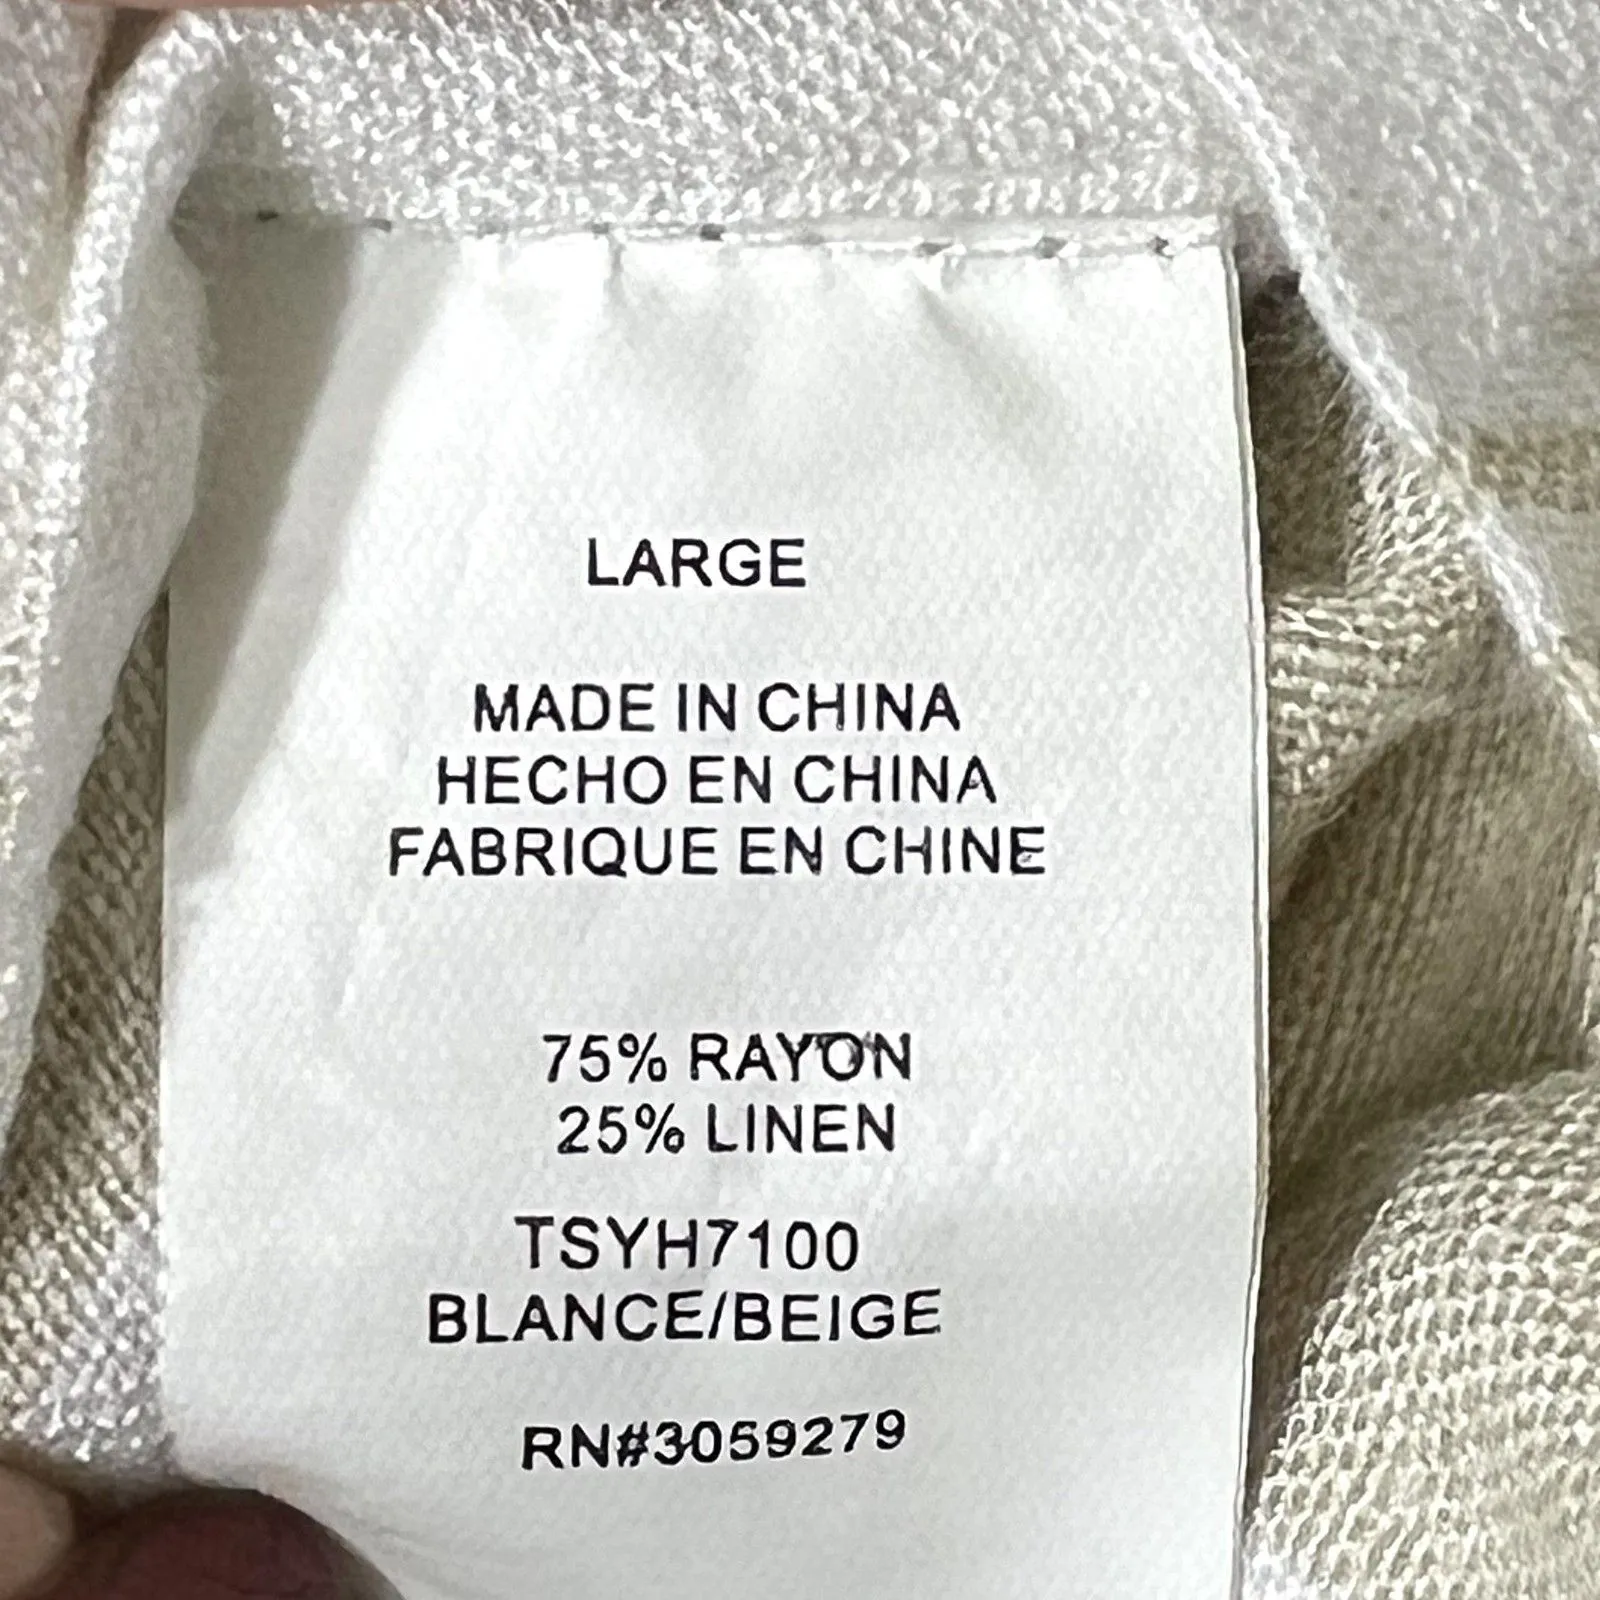 LARGE
MADE IN CHINA
HECHO EN CHINA
FABRIQUE EN CHINE
75% RAYON
25% LINEN
TSYH7100
BLANCE/BEIGE
RN#3059279